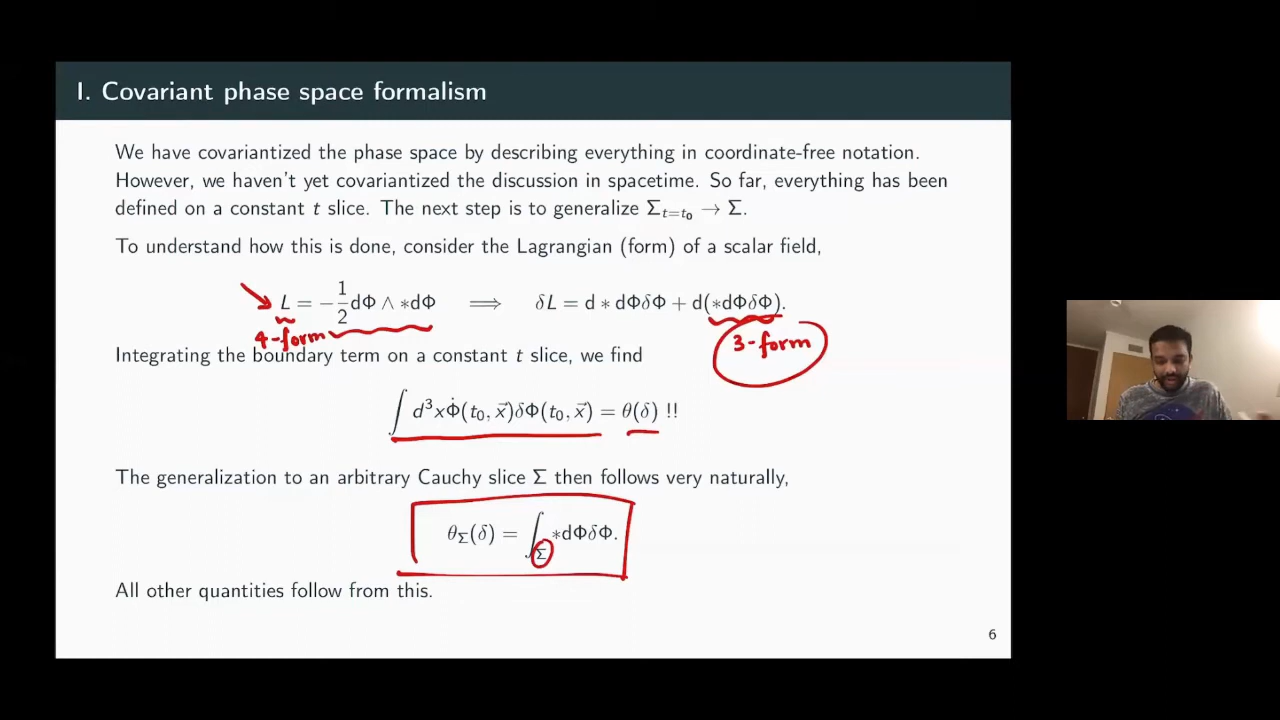 I. Covariant phase space formalism
We have covariantized the phase space by describing everything in coordinate-free notation.
However, we haven't yet covariantized the discussion in spacetime. So far, everything has been
defined on a constant t slice. The next step is to generalize Σ_{t=t₀} → Σ.
To understand how this is done, consider the Lagrangian (form) of a scalar field,
L = −1/2 dΦ ∧ ∗dΦ ⟹ δL = d ∗ dΦδΦ + d(∗dΦδΦ).
4-form
3-form
Integrating the boundary term on a constant t slice, we find
∫ d³xΦ̇(t₀, x⃗)δΦ(t₀, x⃗) = θ(δ) !!
The generalization to an arbitrary Cauchy slice Σ then follows very naturally,
θ_Σ(δ) = ∫_Σ ∗dΦδΦ.
All other quantities follow from this.
6